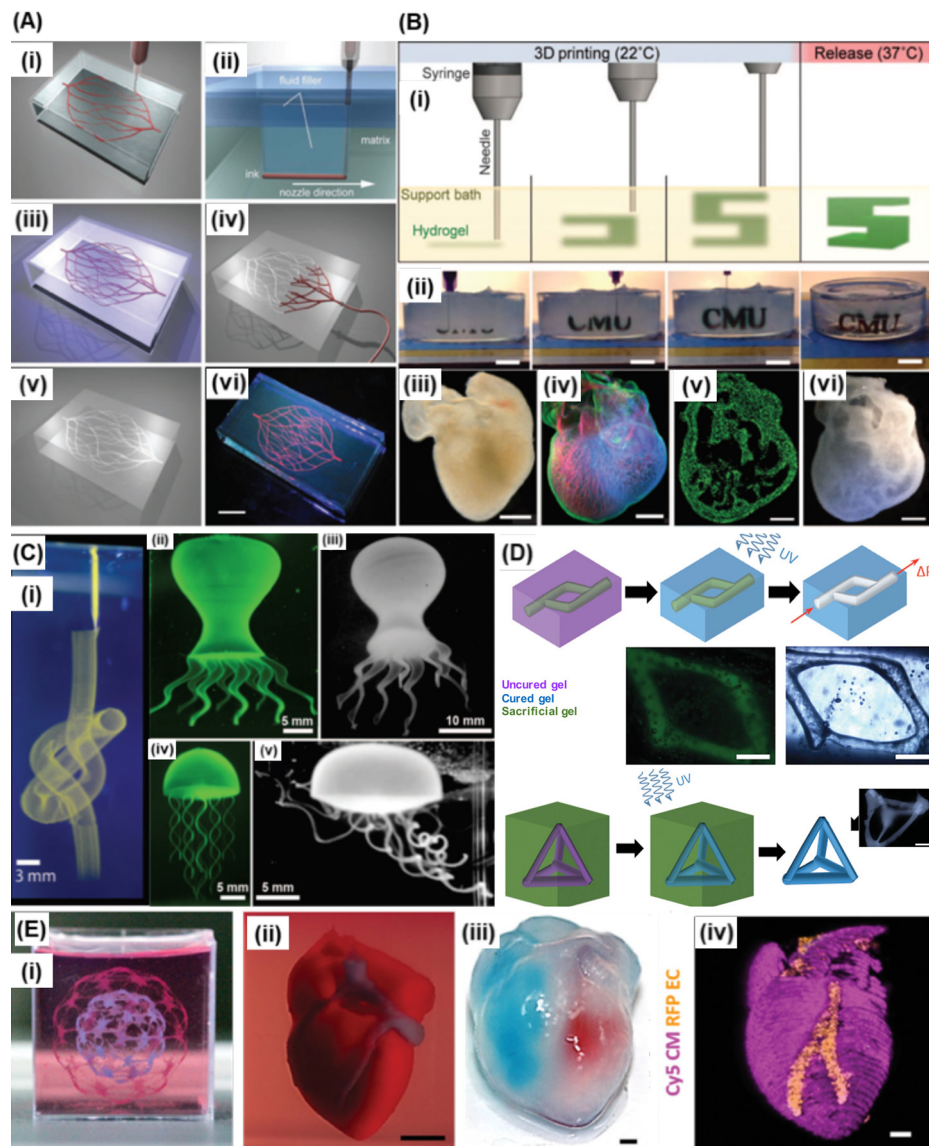 (A)
(i)
(ii)
fluid filler
matrix
ink
nozzle direction
(iii)
(iv)
(v)
(vi)
(B)
3D printing (22°C)
Release (37°C)
Syringe
(i)
Needle
Support bath
Hydrogel
(ii)
CMU
CMU
CMU
CMU
(iii)
(iv)
(v)
(vi)
(C)
(i)
3 mm
(ii)
5 mm
(iii)
10 mm
(iv)
5 mm
(v)
5 mm
(D)
UV
Uncured gel
Cured gel
Sacrificial gel
UV
(E)
(i)
(ii)
(iii)
Cy5 CM RFP EC
(iv)